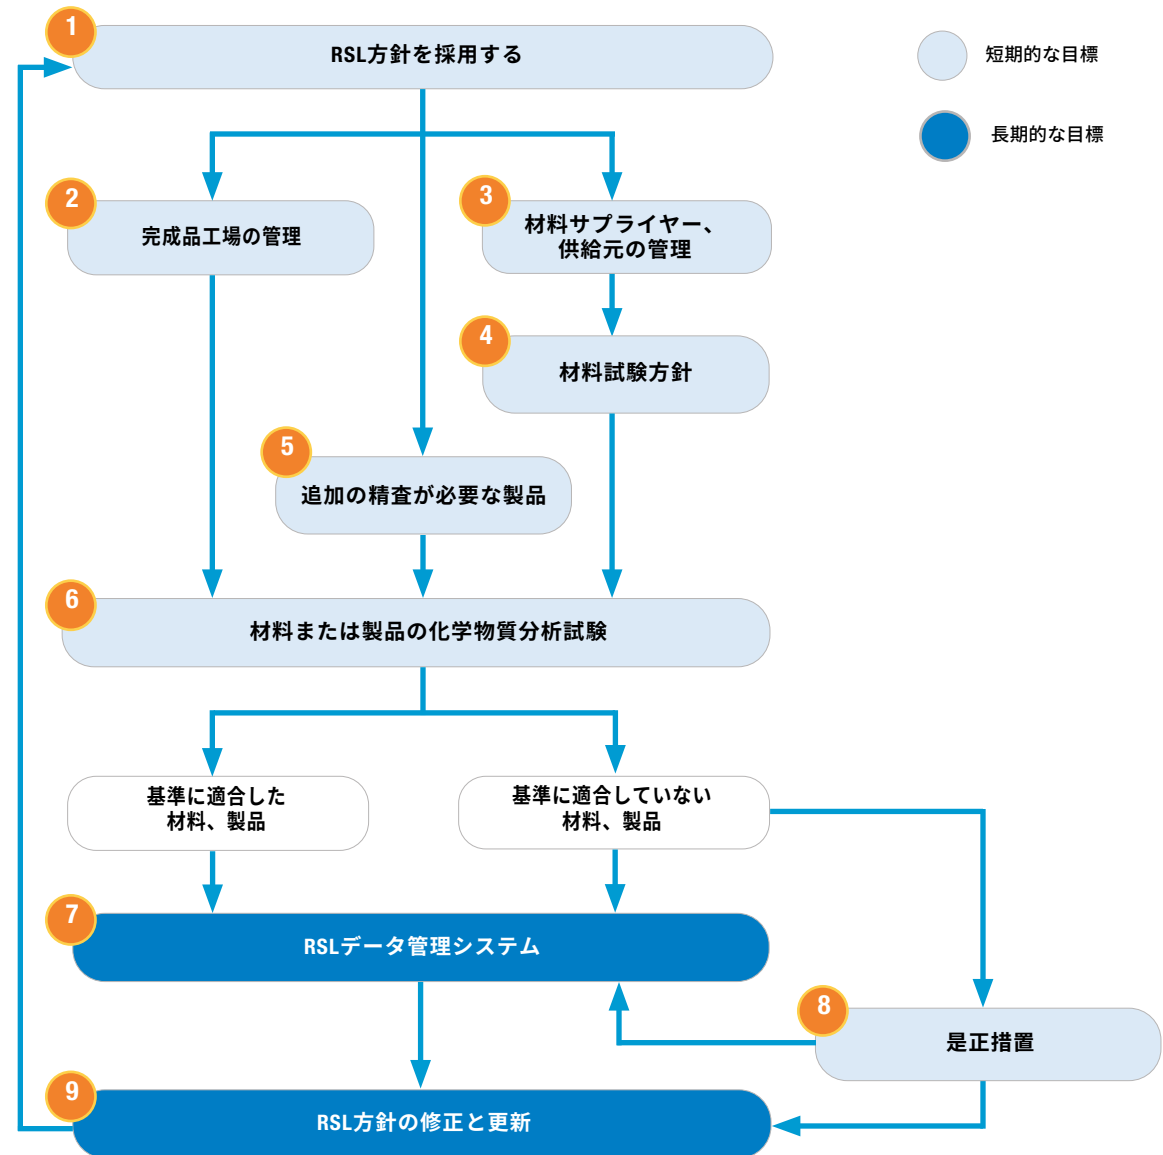 1
RSL方針を採用する
短期的な目標
長期的な目標
2
完成品工場の管理
3
材料サプライヤー、
供給元の管理
4
材料試験方針
5
追加の精査が必要な製品
6
材料または製品の化学物質分析試験
基準に適合した
材料、製品
基準に適合していない
材料、製品
7
RSLデータ管理システム
8
是正措置
9
RSL方針の修正と更新